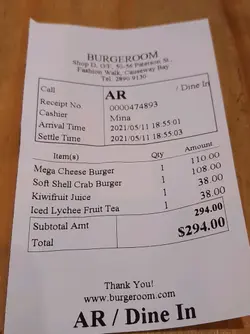 BURGEROOM
Shop D, G/F, 50-56 Paterson St.,
Fashion Walk, Causeway Bay
Tel: 2890 9130
Call AR / Dine In
Receipt No 0000474893
Cashier Mina
Arrival Time 2021/05/11 18:55:01
Settle Time 2021/05/11 18:55:03
Item(s) Qty Amount
Mega Cheese Burger 1 110.00
Soft Shell Crab Burger 1 108.00
Kiwifruit Juice 1 38.00
Iced Lychee Fruit Tea 1 38.00
Subtotal Amt 294.00
Total $294.00
Thank You!
www.burgeroom.com
AR / Dine In